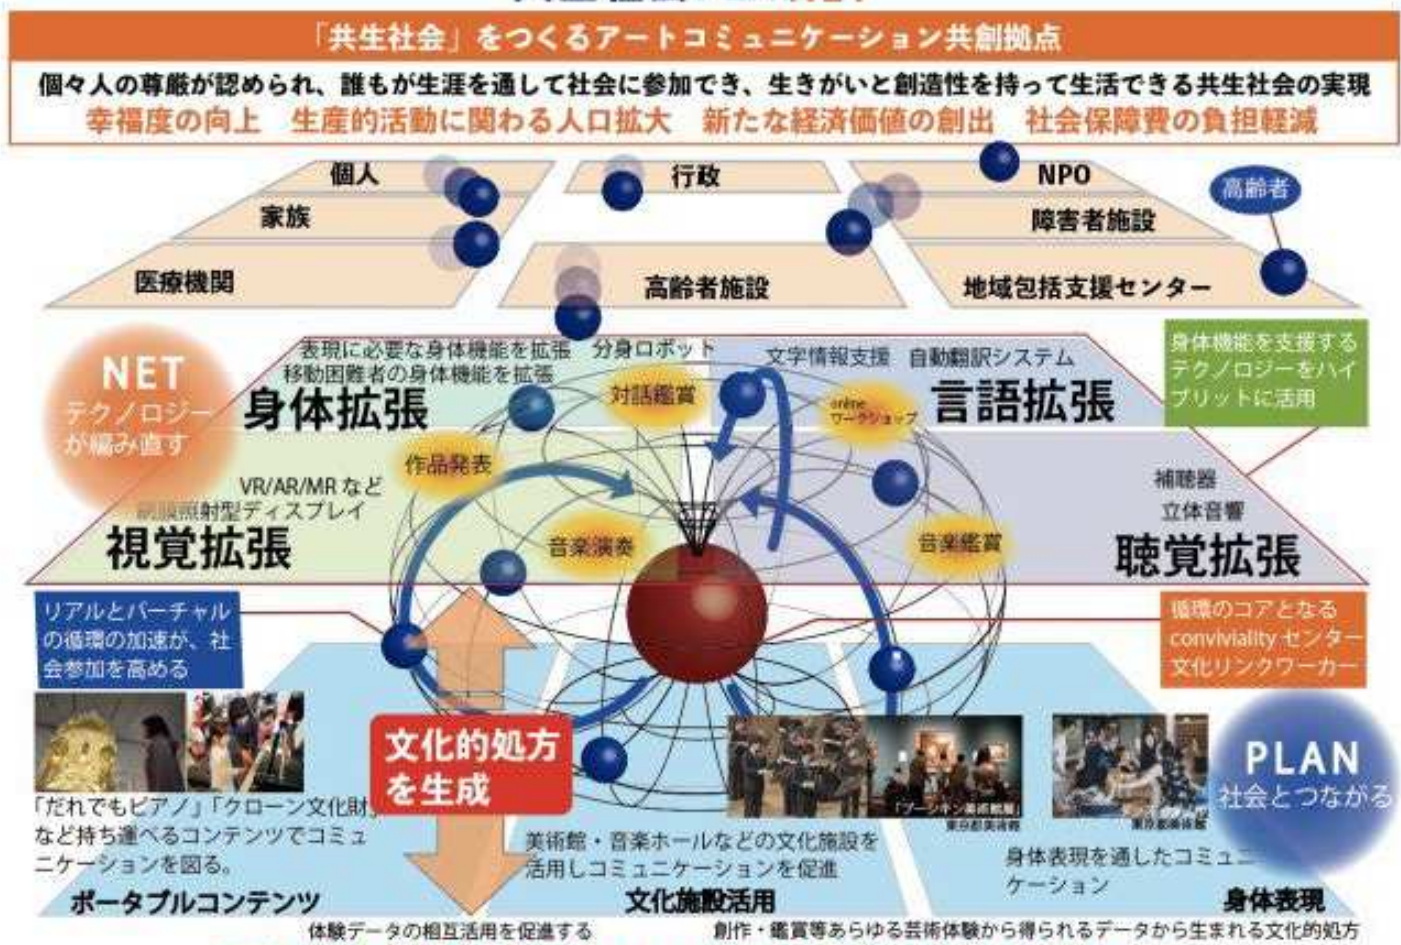 「共生社会」をつくるアートコミュニケーション共創拠点
個々人の尊厳が認められ、誰もが生涯を通して社会に参加でき、生きがいと創造性を持って生活できる共生社会の実現
幸福度の向上 生産的活動に関わる人口拡大 新たな経済価値の創出 社会保障費の負担軽減
個人
行政
NPO
高齢者
家族
障害者施設
医療機関
高齢者施設
地域包括支援センター
NET
テクノロジー
が編み直す
表現に必要な身体機能を拡張 分身ロボット
移動困難者の身体機能を拡張
身体拡張
対話鑑賞
文字情報支援 自動翻訳システム
online
ワークショップ
言語拡張
身体機能を支援する
テクノロジーをハイ
ブリットに活用
作品発表
VR/AR/MR など
照射型ディスプレイ
視覚拡張
音楽演奏
音楽鑑賞
補聴器
立体音響
聴覚拡張
リアルとバーチャル
の循環の加速が、社
会参加を高める
循環のコアとなる
conviviality センター
文化リンクワーカー
文化的処方
を生成
PLAN
社会とつながる
東京都美術館
東京都美術館
「だれでもピアノ」「クローン文化財」
など持ち運べるコンテンツでコミュ
ニケーションを図る。
ポータブルコンテンツ
美術館・音楽ホールなどの文化施設を
活用しコミュニケーションを促進
文化施設活用
身体表現を通したコミュニ
ケーション
身体表現
体験データの相互活用を促進する
創作・鑑賞等あらゆる芸術体験から得られるデータから生まれる文化的処方